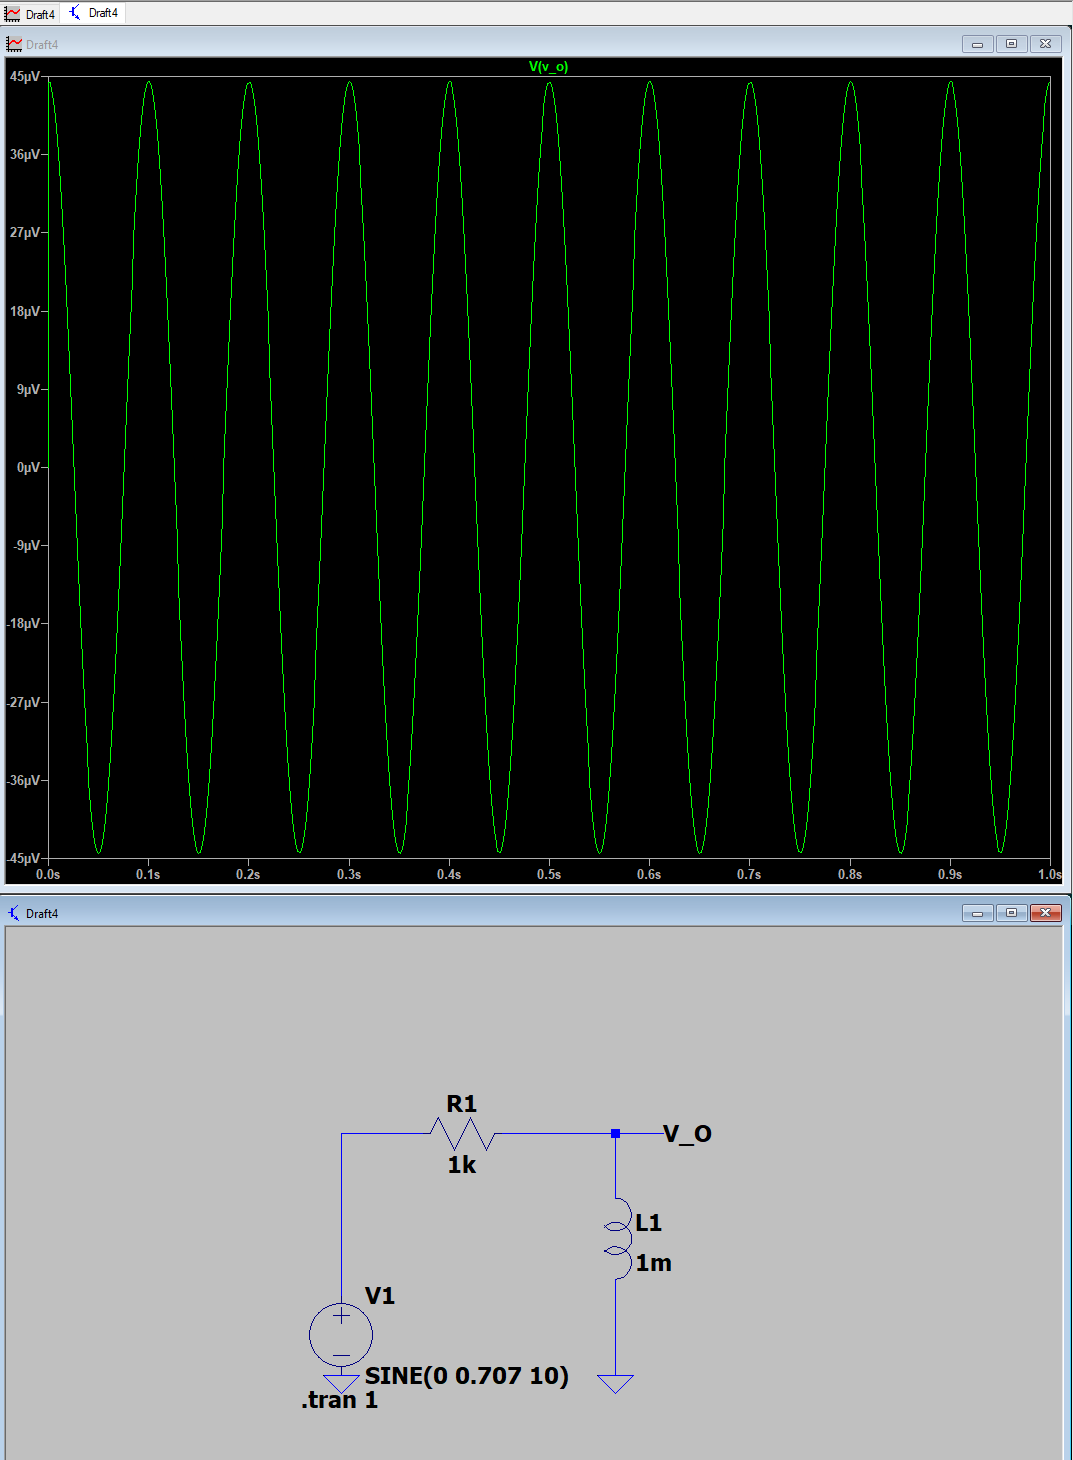 Draft4 Draft4
Draft4
V(v_o)
45µV
36µV
27µV
18µV
9µV
0µV
-9µV
-18µV
-27µV
-36µV
-45µV
0.0s 0.1s 0.2s 0.3s 0.4s 0.5s 0.6s 0.7s 0.8s 0.9s 1.0s
Draft4
R1
1k
V_O
L1
1m
V1
SINE(0 0.707 10)
.tran 1